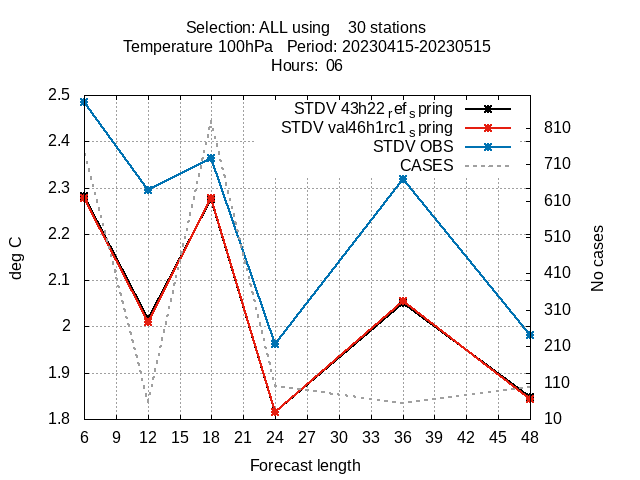 Selection: ALL using    30 stations
Temperature 100hPa   Period: 20230415-20230515
Hours:  06
STDV 43h22 ref spring
STDV val46h1rc1 spring
STDV OBS
CASES
2.5
2.4
2.3
2.2
2.1
2
1.9
1.8
810
710
610
510
410
310
210
110
10
deg C
No cases
6 9 12 15 18 21 24 27 30 33 36 39 42 45 48
Forecast length